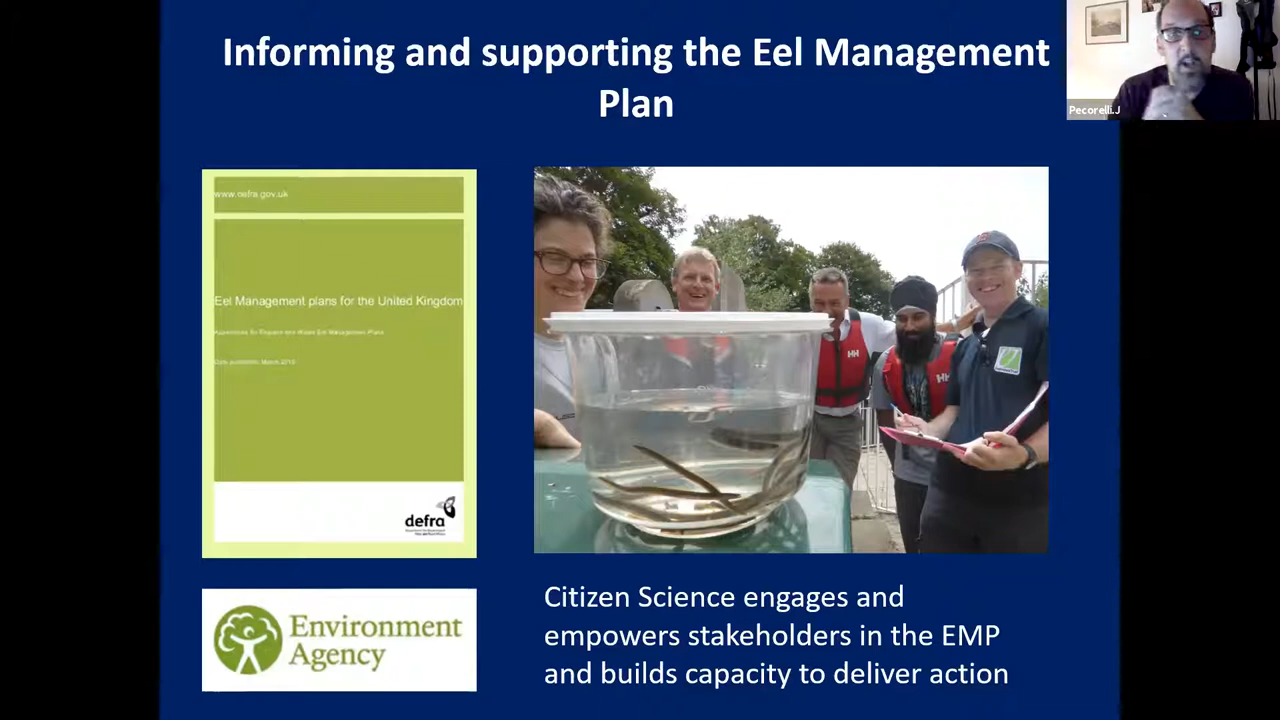 Informing and supporting the Eel Management
Plan
Pecorelli.J
www.defra.gov.uk
Eel Management plans for the United Kingdom
defra
Environment
Agency
Citizen Science engages and
empowers stakeholders in the EMP
and builds capacity to deliver action